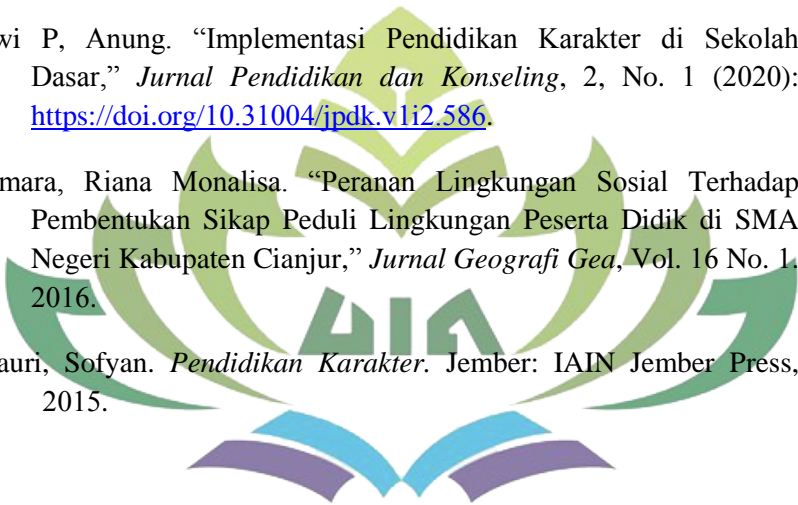 wi P, Anung. “Implementasi Pendidikan Karakter di Sekolah
Dasar,” Jurnal Pendidikan dan Konseling, 2, No. 1 (2020):
https://doi.org/10.31004/jpdk.v1i2.586.
mara, Riana Monalisa. “Peranan Lingkungan Sosial Terhadap
Pembentukan Sikap Peduli Lingkungan Peserta Didik di SMA
Negeri Kabupaten Cianjur,” Jurnal Geografi Gea, Vol. 16 No. 1.
2016.
UIN
auri, Sofyan. Pendidikan Karakter. Jember: IAIN Jember Press,
2015.